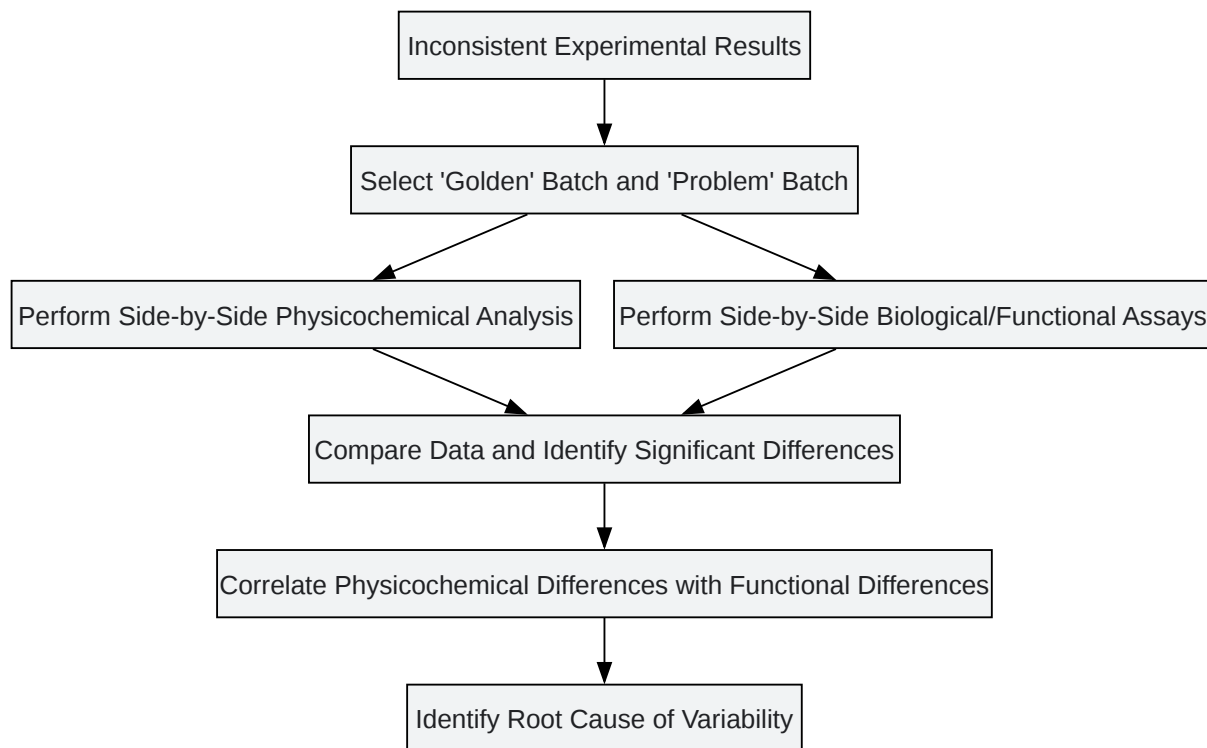 Inconsistent Experimental Results
Select 'Golden' Batch and 'Problem' Batch
Perform Side-by-Side Physicochemical Analysis
Perform Side-by-Side Biological/Functional Assays
Compare Data and Identify Significant Differences
Correlate Physicochemical Differences with Functional Differences
Identify Root Cause of Variability